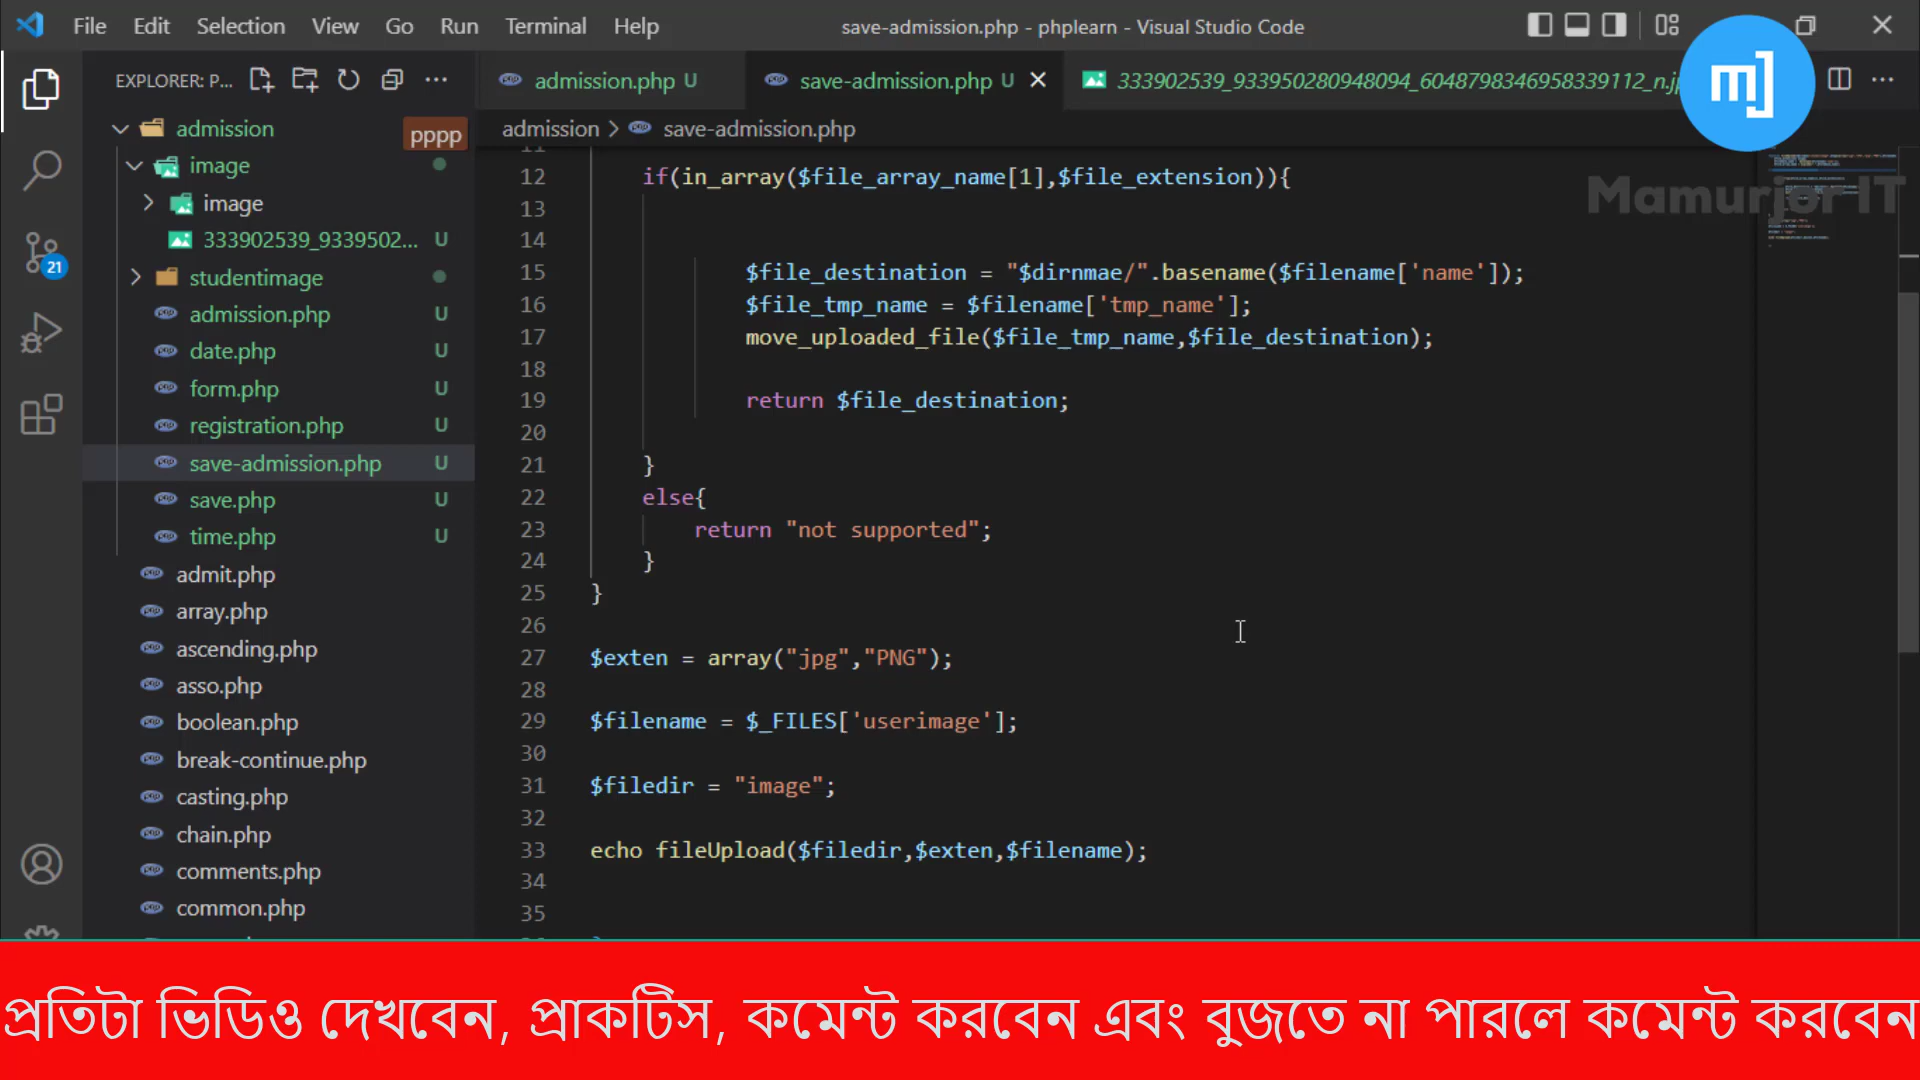 File Edit Selection View Go Run Terminal Help
save-admission.php - phplearn - Visual Studio Code
EXPLORER: P...
admission.php U
save-admission.php U
333902539_933950280948094_6048798346958339112_n.j
mj
Mamurjor IT
admission > save-admission.php
pppp
admission
image
image
333902539_9339502... U
studentimage
admission.php U
date.php U
form.php U
registration.php U
save-admission.php U
save.php U
time.php U
admit.php
array.php
ascending.php
asso.php
boolean.php
break-continue.php
casting.php
chain.php
comments.php
common.php
21
11
12 if(in_array($file_array_name[1],$file_extension)){
13
14
15 $file_destination = "$dirnmae/".basename($filename['name']);
16 $file_tmp_name = $filename['tmp_name'];
17 move_uploaded_file($file_tmp_name,$file_destination);
18
19 return $file_destination;
20
21 }
22 else{
23 return "not supported";
24 }
25 }
26
27 $exten = array("jpg","PNG");
28
29 $filename = $_FILES['userimage'];
30
31 $filedir = "image";
32
33 echo fileUpload($filedir,$exten,$filename);
34
35
প্রতিটা ভিডিও দেখবেন, প্রাকটিস, কমেন্ট করবেন এবং বুজতে না পারলে কমেন্ট করবেন